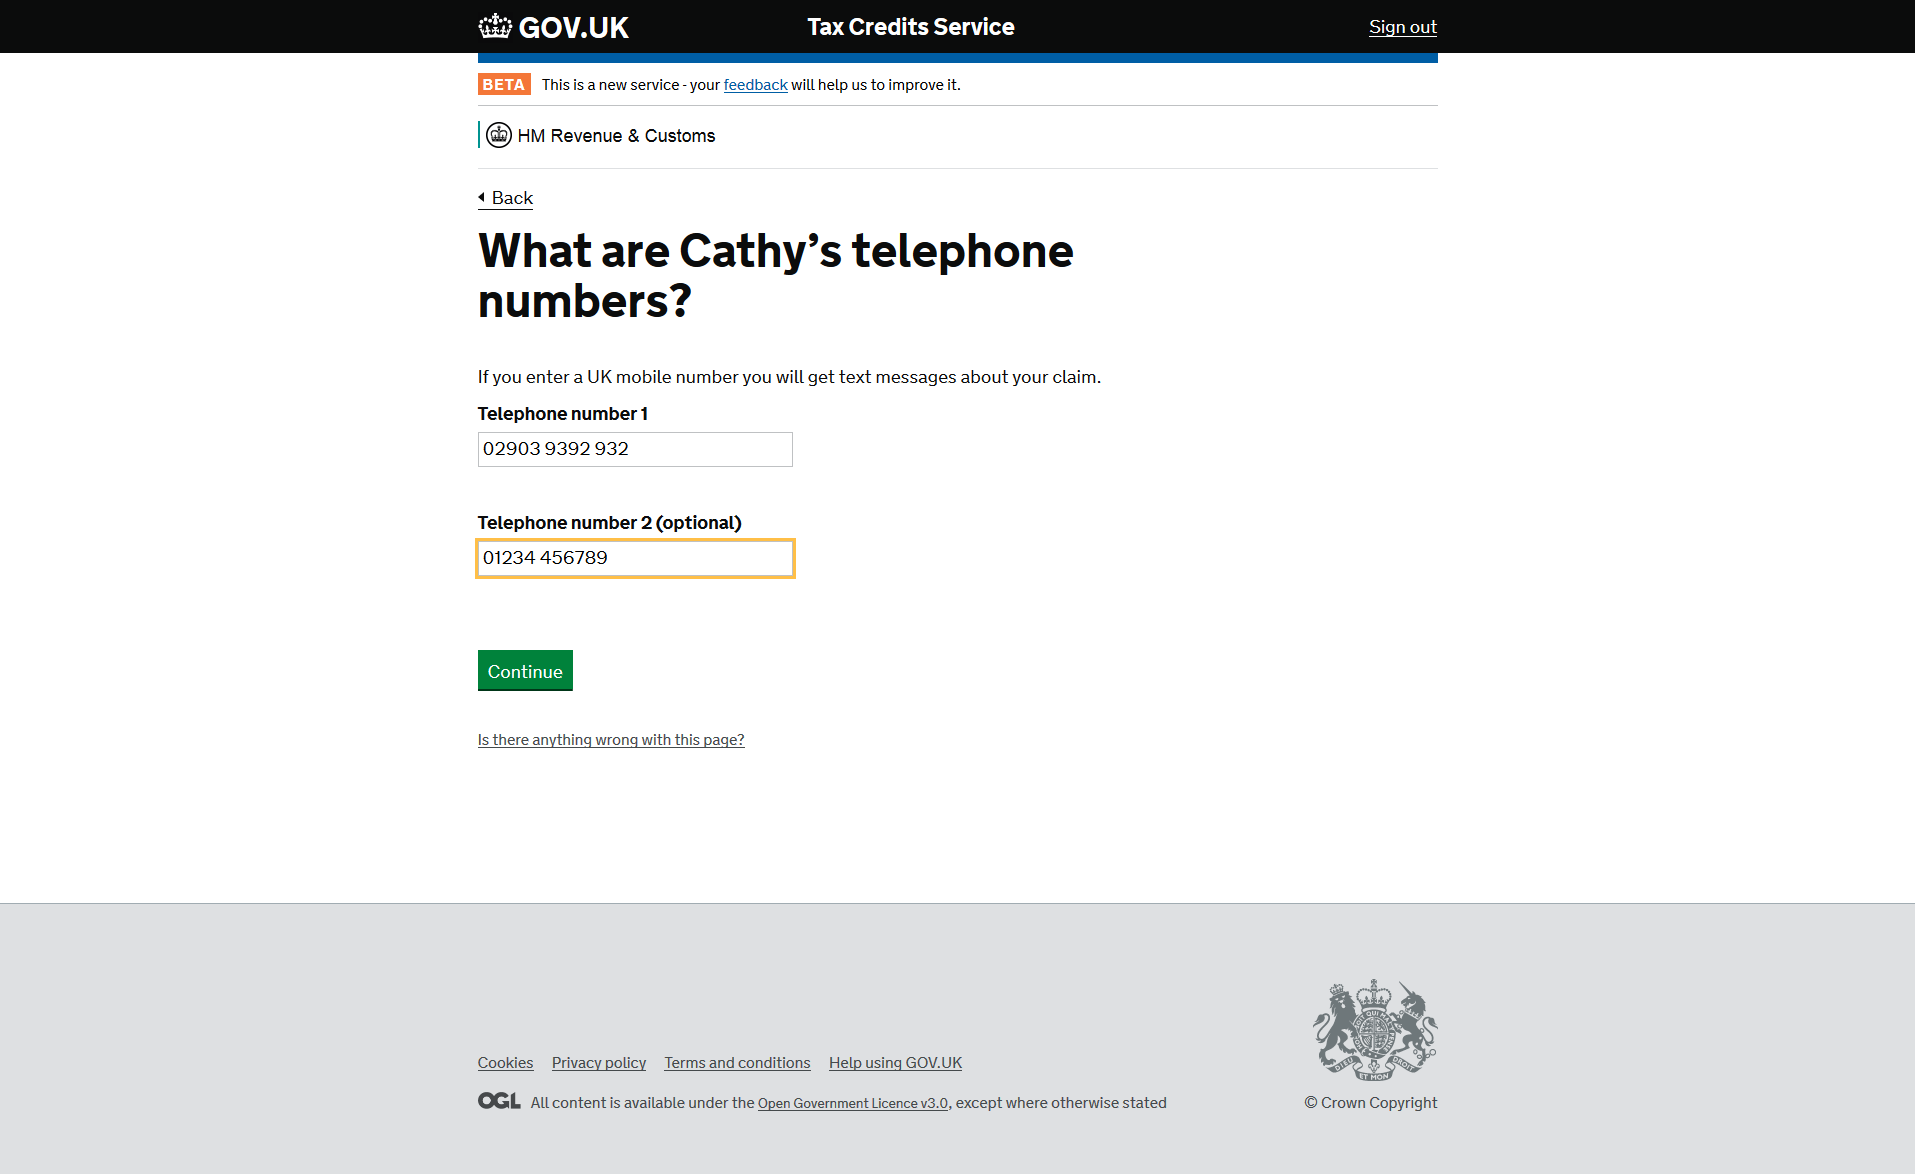 GOV.UK
Tax Credits Service
Sign out
BETA This is a new service - your feedback will help us to improve it.
HM Revenue & Customs
Back
What are Cathy’s telephone
numbers?
If you enter a UK mobile number you will get text messages about your claim.
Telephone number 1
02903 9392 932
Telephone number 2 (optional)
01234 456789
Continue
Is there anything wrong with this page?
Cookies Privacy policy Terms and conditions Help using GOV.UK
OGL All content is available under the Open Government Licence v3.0, except where otherwise stated
© Crown Copyright